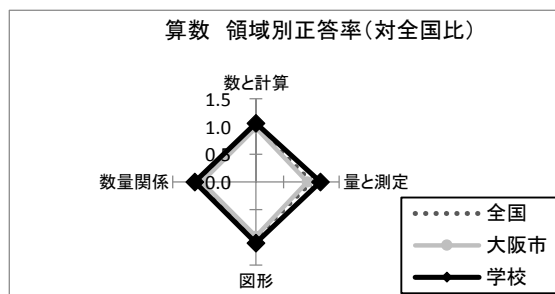 算数 領域別正答率(対全国比)
数と計算
1.5
1.0
0.5
0.0
数量関係
量と測定
図形
全国
大阪市
学校